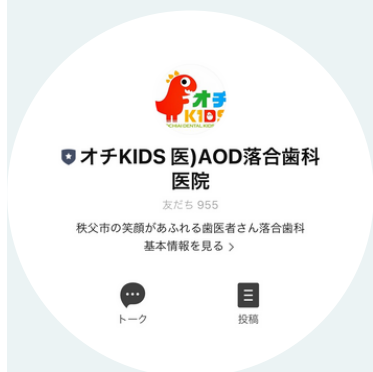 オチ
KIDS
オチKIDS 医)AOD落合歯科
医院
友だち 955
秩父市の笑顔があふれる歯医者さん落合歯科
基本情報を見る
トーク
投稿